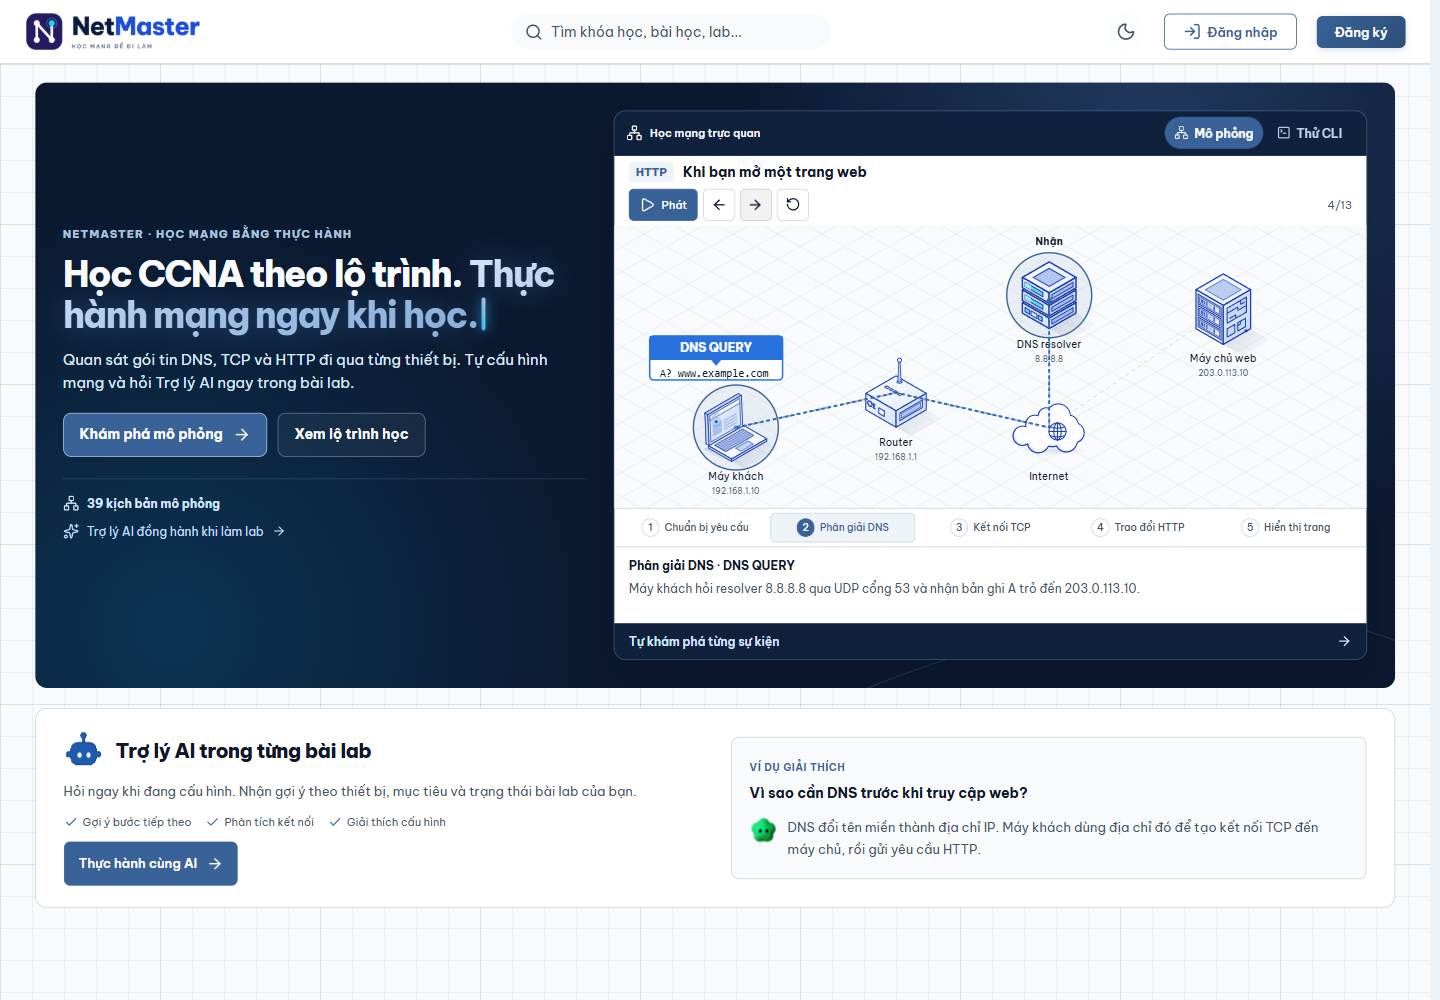 NetMaster
HỌC MẠNG ĐỂ ĐI LÀM
Tìm khóa học, bài học, lab...
Đăng nhập
Đăng ký
NETMASTER · HỌC MẠNG BẰNG THỰC HÀNH
Học CCNA theo lộ trình. Thực
hành mạng ngay khi học.
Quan sát gói tin DNS, TCP và HTTP đi qua từng thiết bị. Tự cấu hình
mạng và hỏi Trợ lý AI ngay trong bài lab.
Khám phá mô phỏng
Xem lộ trình học
39 kịch bản mô phỏng
Trợ lý AI đồng hành khi làm lab
Học mạng trực quan
Mô phỏng
Thử CLI
HTTP Khi bạn mở một trang web
Phát
4/13
Nhận
DNS resolver
8.8.8.8
Máy chủ web
203.0.113.10
DNS QUERY
A? www.example.com
Router
192.168.1.1
Internet
Máy khách
192.168.1.10
1 Chuẩn bị yêu cầu
2 Phân giải DNS
3 Kết nối TCP
4 Trao đổi HTTP
5 Hiển thị trang
Phân giải DNS · DNS QUERY
Máy khách hỏi resolver 8.8.8.8 qua UDP cổng 53 và nhận bản ghi A trỏ đến 203.0.113.10.
Tự khám phá từng sự kiện
Trợ lý AI trong từng bài lab
Hỏi ngay khi đang cấu hình. Nhận gợi ý theo thiết bị, mục tiêu và trạng thái bài lab của bạn.
Gợi ý bước tiếp theo
Phân tích kết nối
Giải thích cấu hình
Thực hành cùng AI
VÍ DỤ GIẢI THÍCH
Vì sao cần DNS trước khi truy cập web?
DNS đổi tên miền thành địa chỉ IP. Máy khách dùng địa chỉ đó để tạo kết nối TCP đến
máy chủ, rồi gửi yêu cầu HTTP.